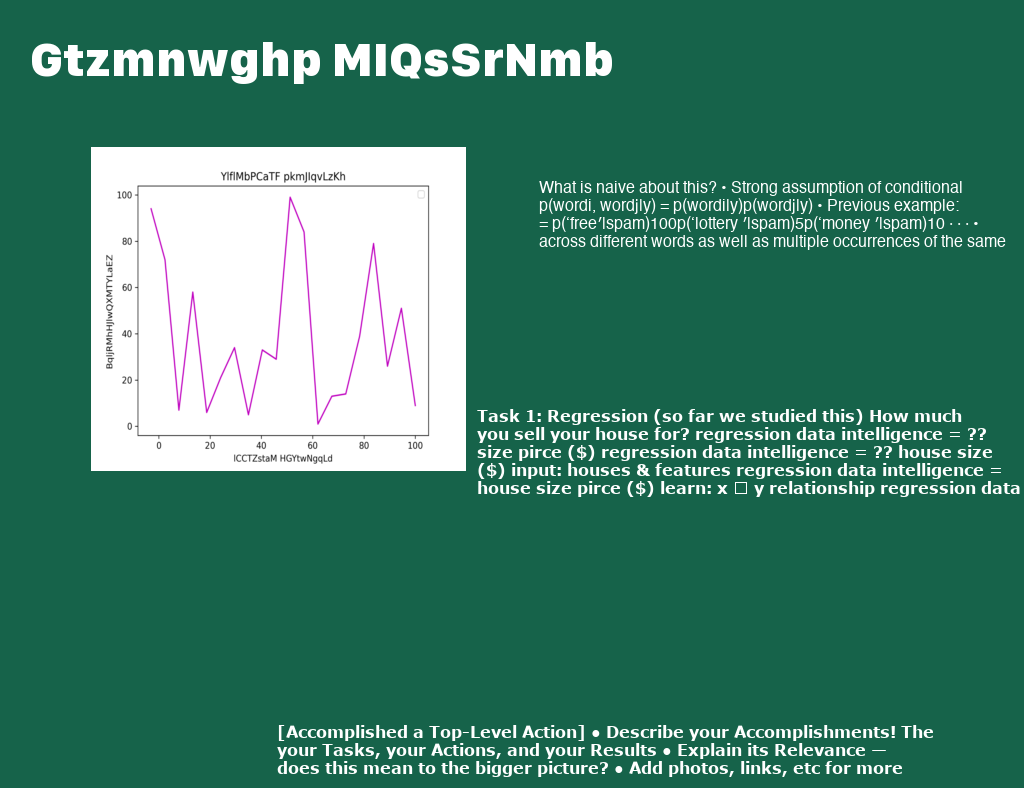 Gtzmnwghp MIQsSrNmb
YlflMbPCaTF pkmJlqvLzKh
100
80
60
40
20
0
BqljRMhHJlwQXMTYLaEZ
0 20 40 60 80 100
lCCTZstaM HGYtwNgqLd
What is naive about this? • Strong assumption of conditional
p(wordi, wordj|y) = p(wordi|y)p(wordj|y) • Previous example:
= p(‘free′|spam)100p(‘lottery ′|spam)5p(‘money ′|spam)10 · · · •
across different words as well as multiple occurrences of the same
Task 1: Regression (so far we studied this) How much
you sell your house for? regression data intelligence = ??
size pirce ($) regression data intelligence = ?? house size
($) input: houses & features regression data intelligence =
house size pirce ($) learn: x □ y relationship regression data
[Accomplished a Top-Level Action] ● Describe your Accomplishments! The
your Tasks, your Actions, and your Results ● Explain its Relevance —
does this mean to the bigger picture? ● Add photos, links, etc for more